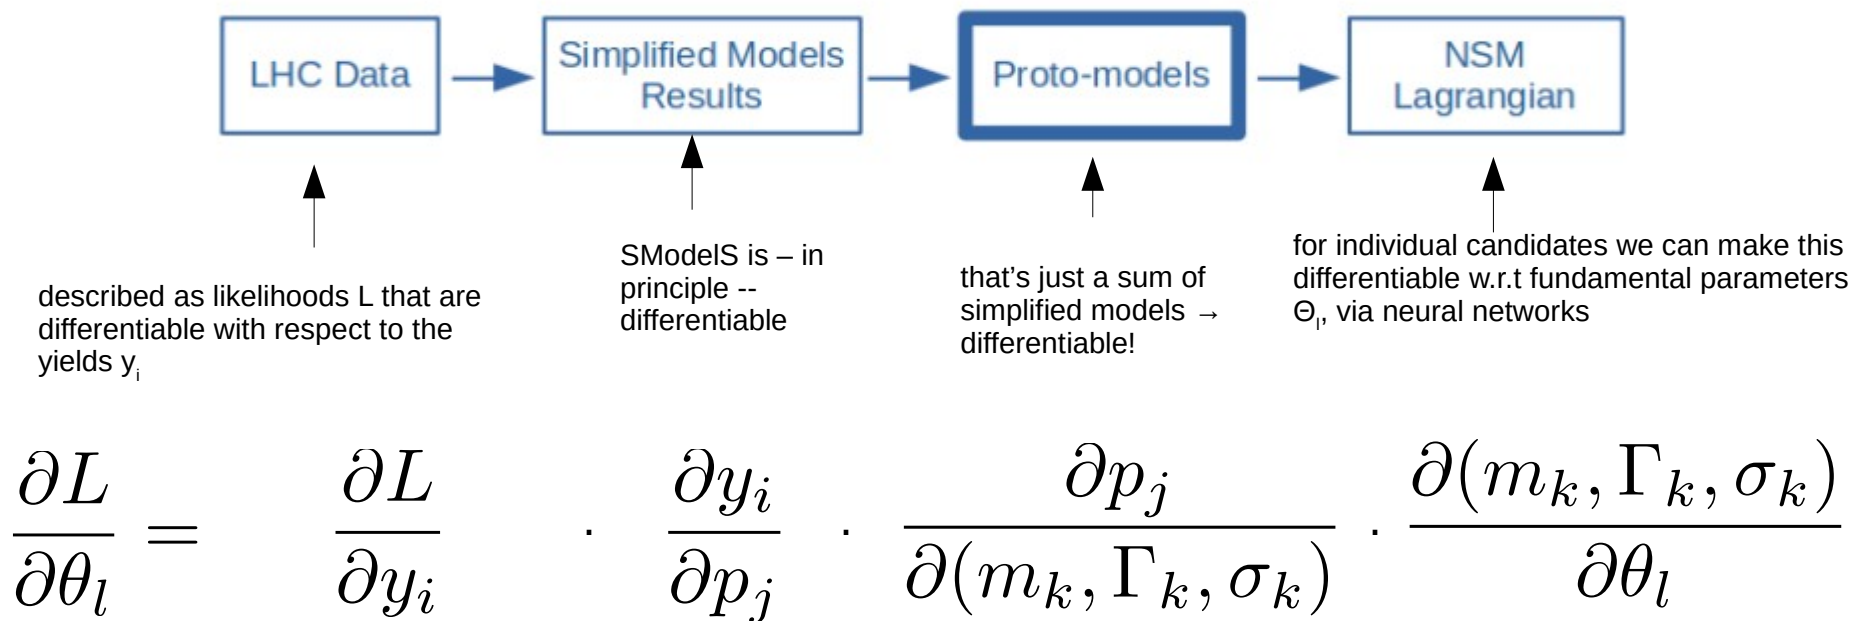 LHC Data
Simplified Models
Results
Proto-models
NSM
Lagrangian
described as likelihoods L that are
differentiable with respect to the
yields yᵢ
SModelS is – in
principle --
differentiable
that's just a sum of
simplified models →
differentiable!
for individual candidates we can make this
differentiable w.r.t fundamental parameters
Θₗ, via neural networks
∂L/∂θₗ = ∂L/∂yᵢ · ∂yᵢ/∂pⱼ · ∂pⱼ/∂(mₖ, Γₖ, σₖ) · ∂(mₖ, Γₖ, σₖ)/∂θₗ